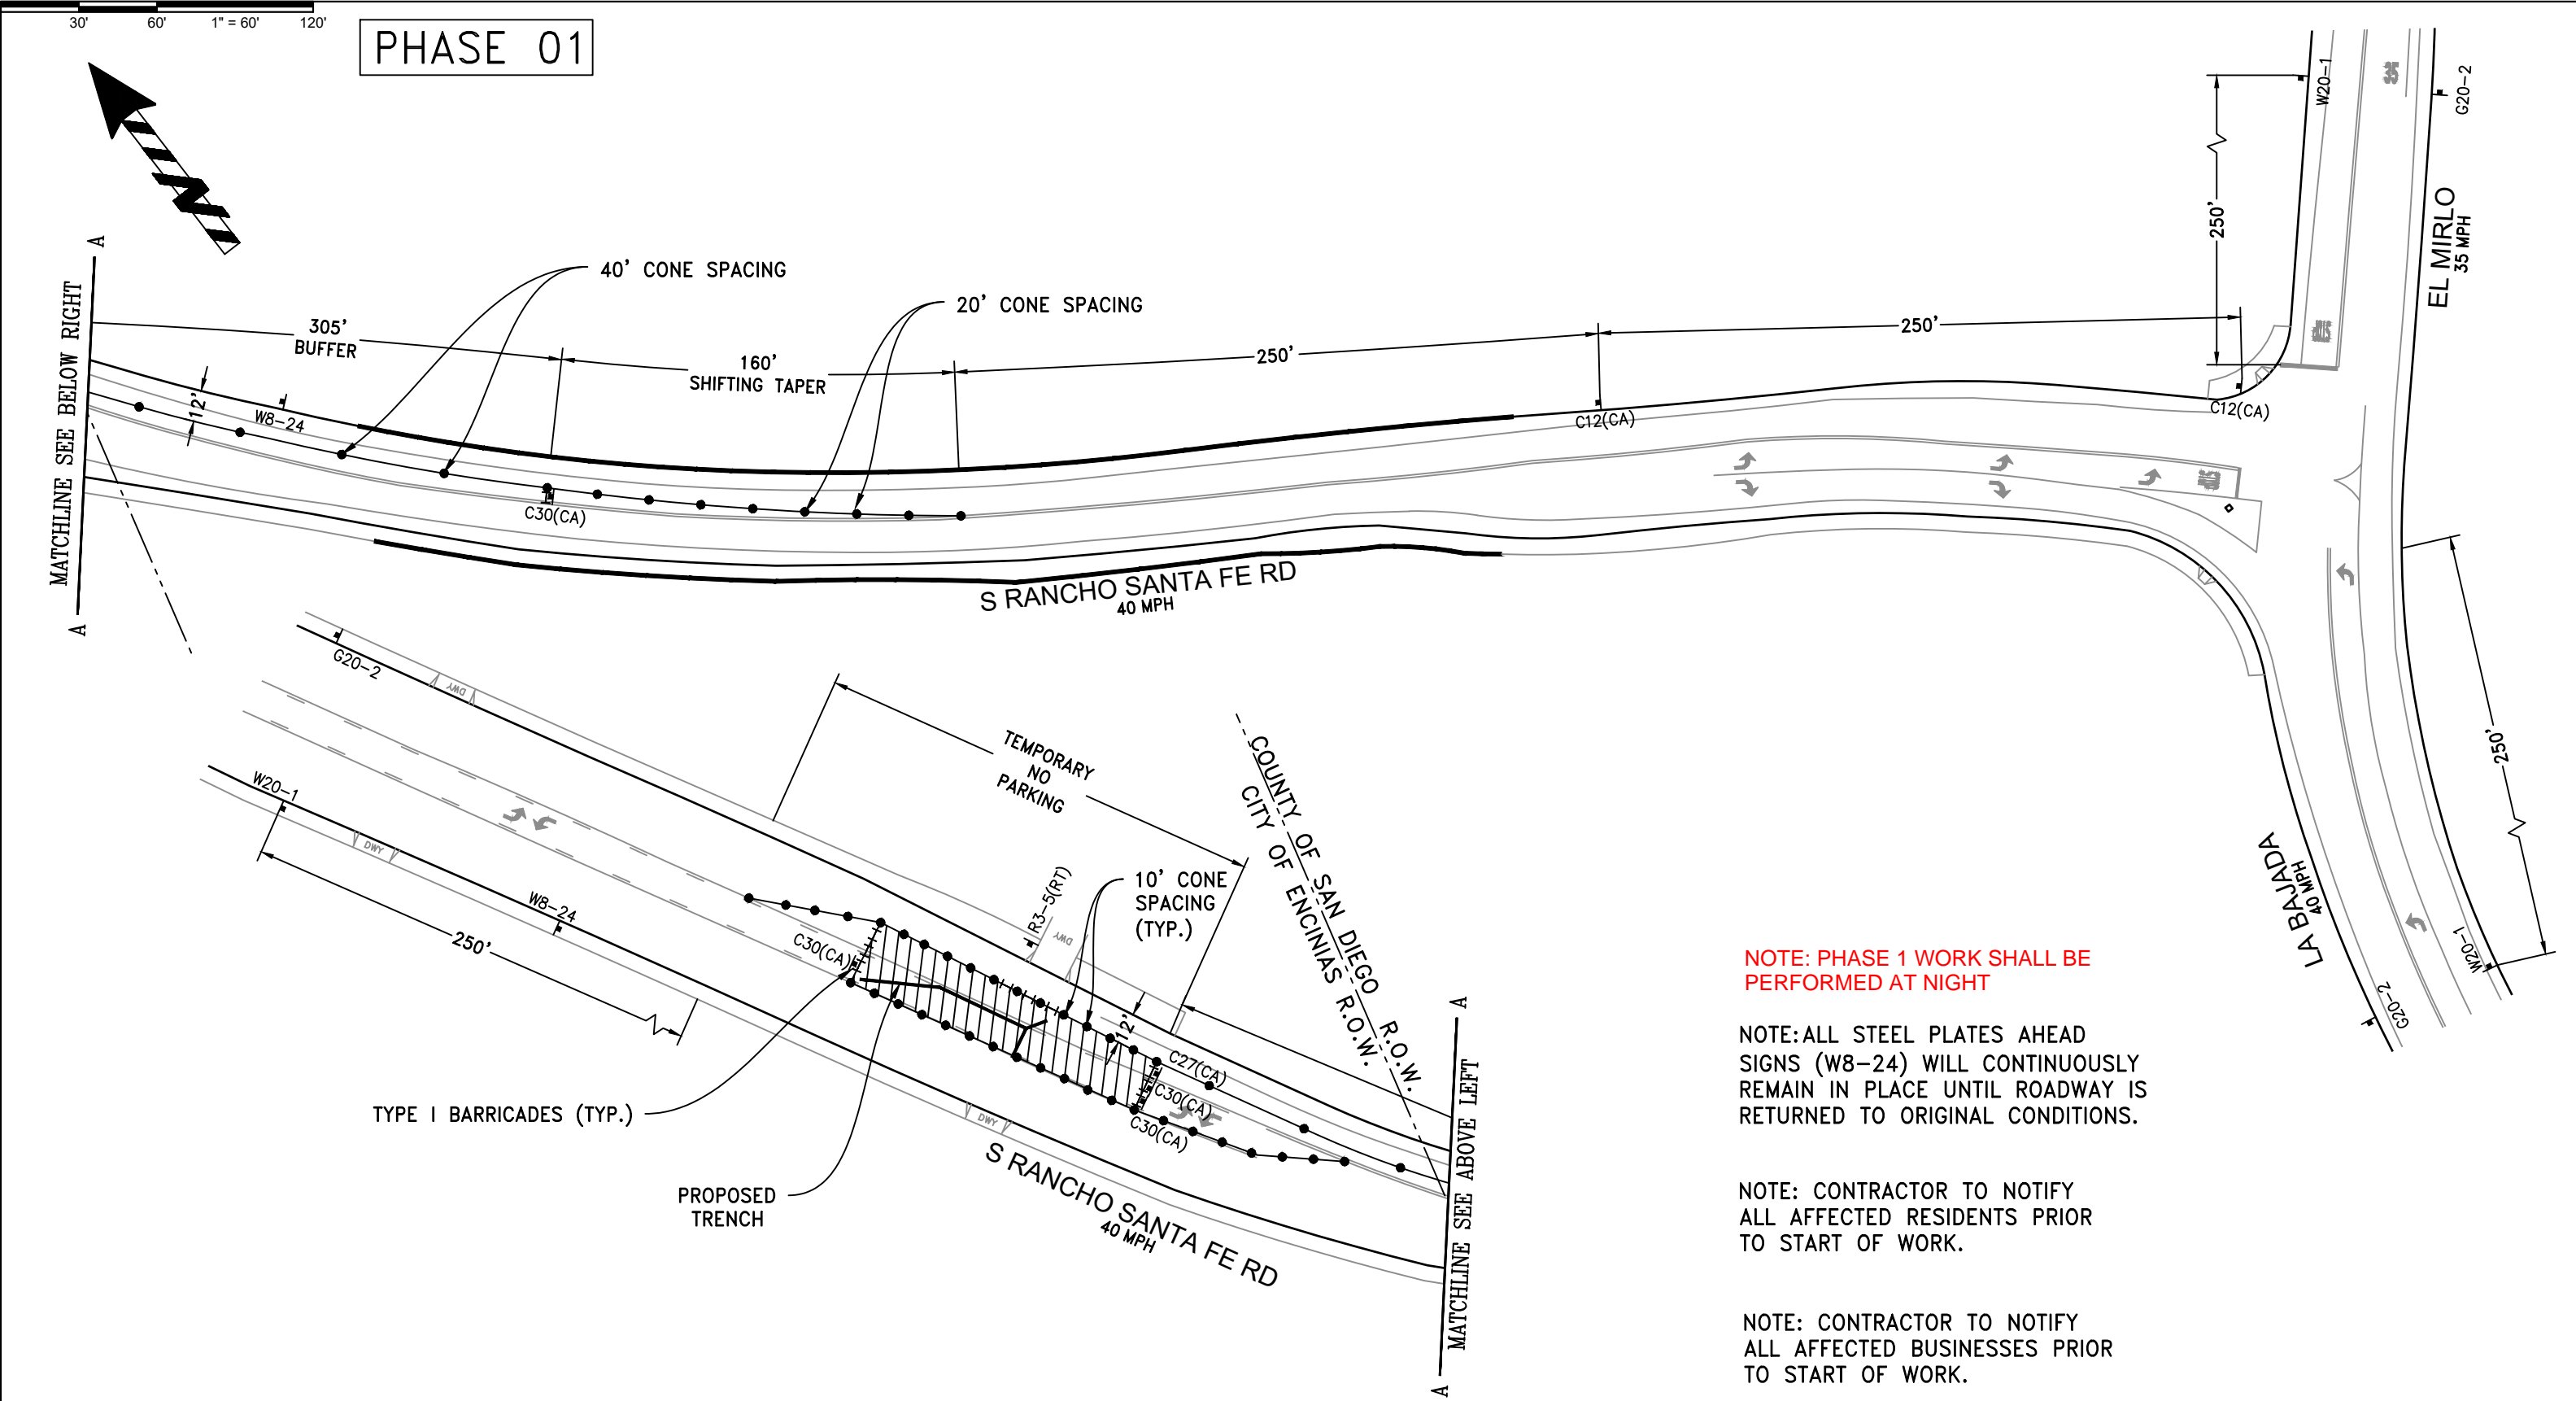 30' 60' 1" = 60' 120'
PHASE 01
A
MATCHLINE SEE BELOW RIGHT
A
305'
BUFFER
12'
W8-24
40' CONE SPACING
160'
SHIFTING TAPER
20' CONE SPACING
C30(CA)
250'
C12(CA)
250'
C12(CA)
S RANCHO SANTA FE RD
40 MPH
250'
W20-1
G20-2
EL MIRLO
35 MPH
250'
LA BAJADA
40 MPH
W20-1
G20-2
G20-2
DWY
W20-1
DWY
W8-24
250'
TEMPORARY
NO
PARKING
R3-5(RT)
DWY
10' CONE
SPACING
(TYP.)
COUNTY OF SAN DIEGO R.O.W.
CITY OF ENCINIAS R.O.W.
C30(CA)
12'
C27(CA)
C30(CA)
C30(CA)
TYPE I BARRICADES (TYP.)
PROPOSED
TRENCH
DWY
S RANCHO SANTA FE RD
40 MPH
A
MATCHLINE SEE ABOVE LEFT
A
NOTE: PHASE 1 WORK SHALL BE
PERFORMED AT NIGHT
NOTE:ALL STEEL PLATES AHEAD
SIGNS (W8-24) WILL CONTINUOUSLY
REMAIN IN PLACE UNTIL ROADWAY IS
RETURNED TO ORIGINAL CONDITIONS.
NOTE: CONTRACTOR TO NOTIFY
ALL AFFECTED RESIDENTS PRIOR
TO START OF WORK.
NOTE: CONTRACTOR TO NOTIFY
ALL AFFECTED BUSINESSES PRIOR
TO START OF WORK.